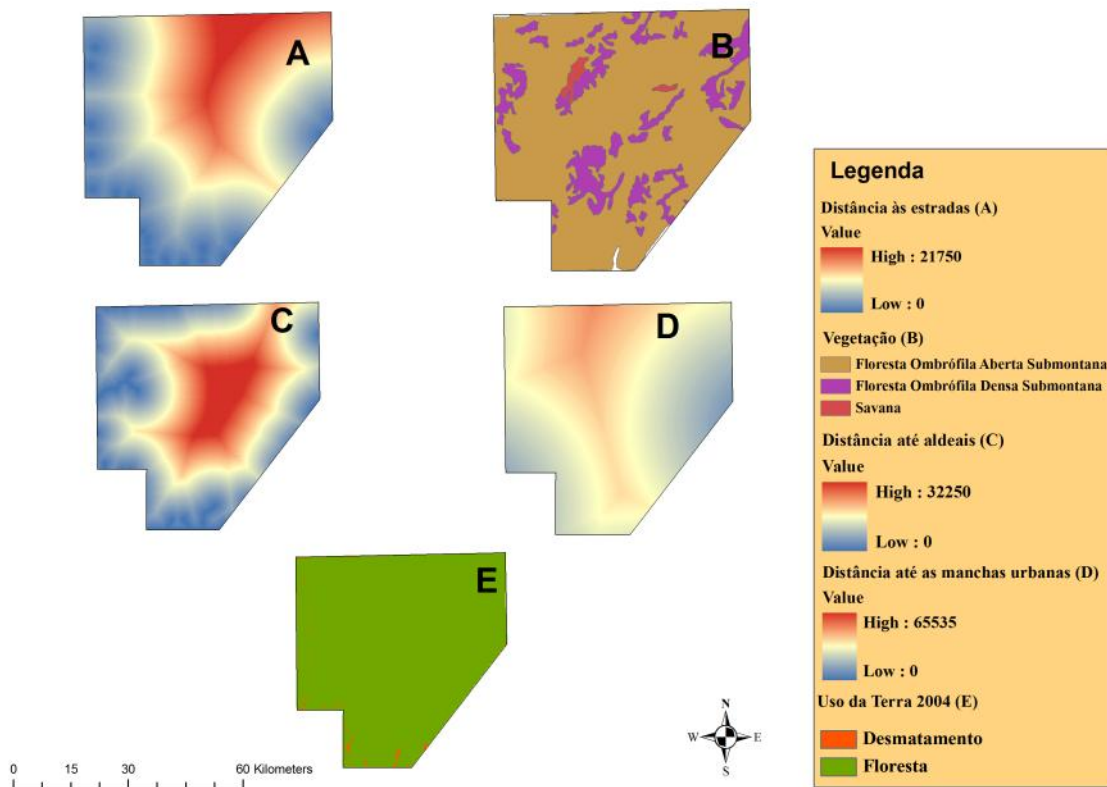 A
B
C
D
E
Legenda
Distância às estradas (A)
Value
High : 21750
Low : 0
Vegetação (B)
Floresta Ombrófila Aberta Submontana
Floresta Ombrófila Densa Submontana
Savana
Distância até aldeais (C)
Value
High : 32250
Low : 0
Distância até as manchas urbanas (D)
Value
High : 65535
Low : 0
Uso da Terra 2004 (E)
Desmatamento
Floresta
N
W E
S
0 15 30 60 Kilometers